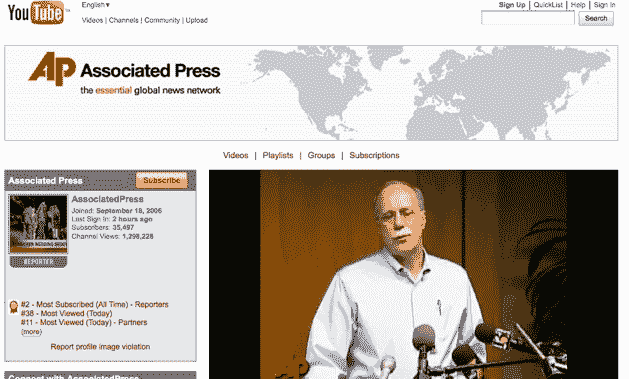 YouTube
English▼
Sign Up | QuickList | Help | Sign In
Videos | Channels | Community | Upload
Search
AP Associated Press
the essential global news network
Videos | Playlists | Groups | Subscriptions
Associated Press
Subscribe
AssociatedPress
Joined: September 18, 2006
Last Sign In: 2 hours ago
Subscribers: 35,497
Channel Views: 1,298,228
REPORTER
#2 - Most Subscribed (All Time) - Reporters
#38 - Most Viewed (Today)
#11 - Most Viewed (Today) - Partners
(more)
Report profile image violation
Connect with AssociatedPress